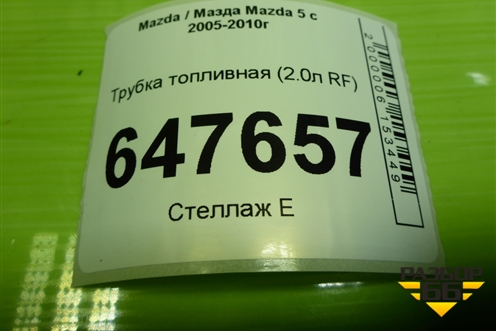 Mazda / Мазда Mazda 5 с
2005-2010г
Трубка топливная (2.0л RF)
647657
Стеллаж Е
2000006153449
РАЗБОР
66